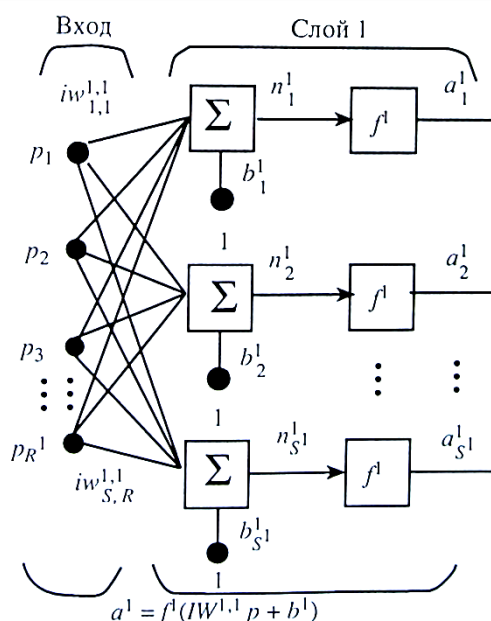 Вход Слой 1
iw^{1,1}_{1,1} n^1_1 a^1_1
p_1 Σ f^1
b^1_1
1
p_2 n^1_2 a^1_2
Σ f^1
p_3 b^1_2
1
p_{R^1} n^1_{S^1} a^1_{S^1}
iw^{1,1}_{S,R} Σ f^1
b^1_{S^1}
1
a^1 = f^1(IW^{1,1} p + b^1)